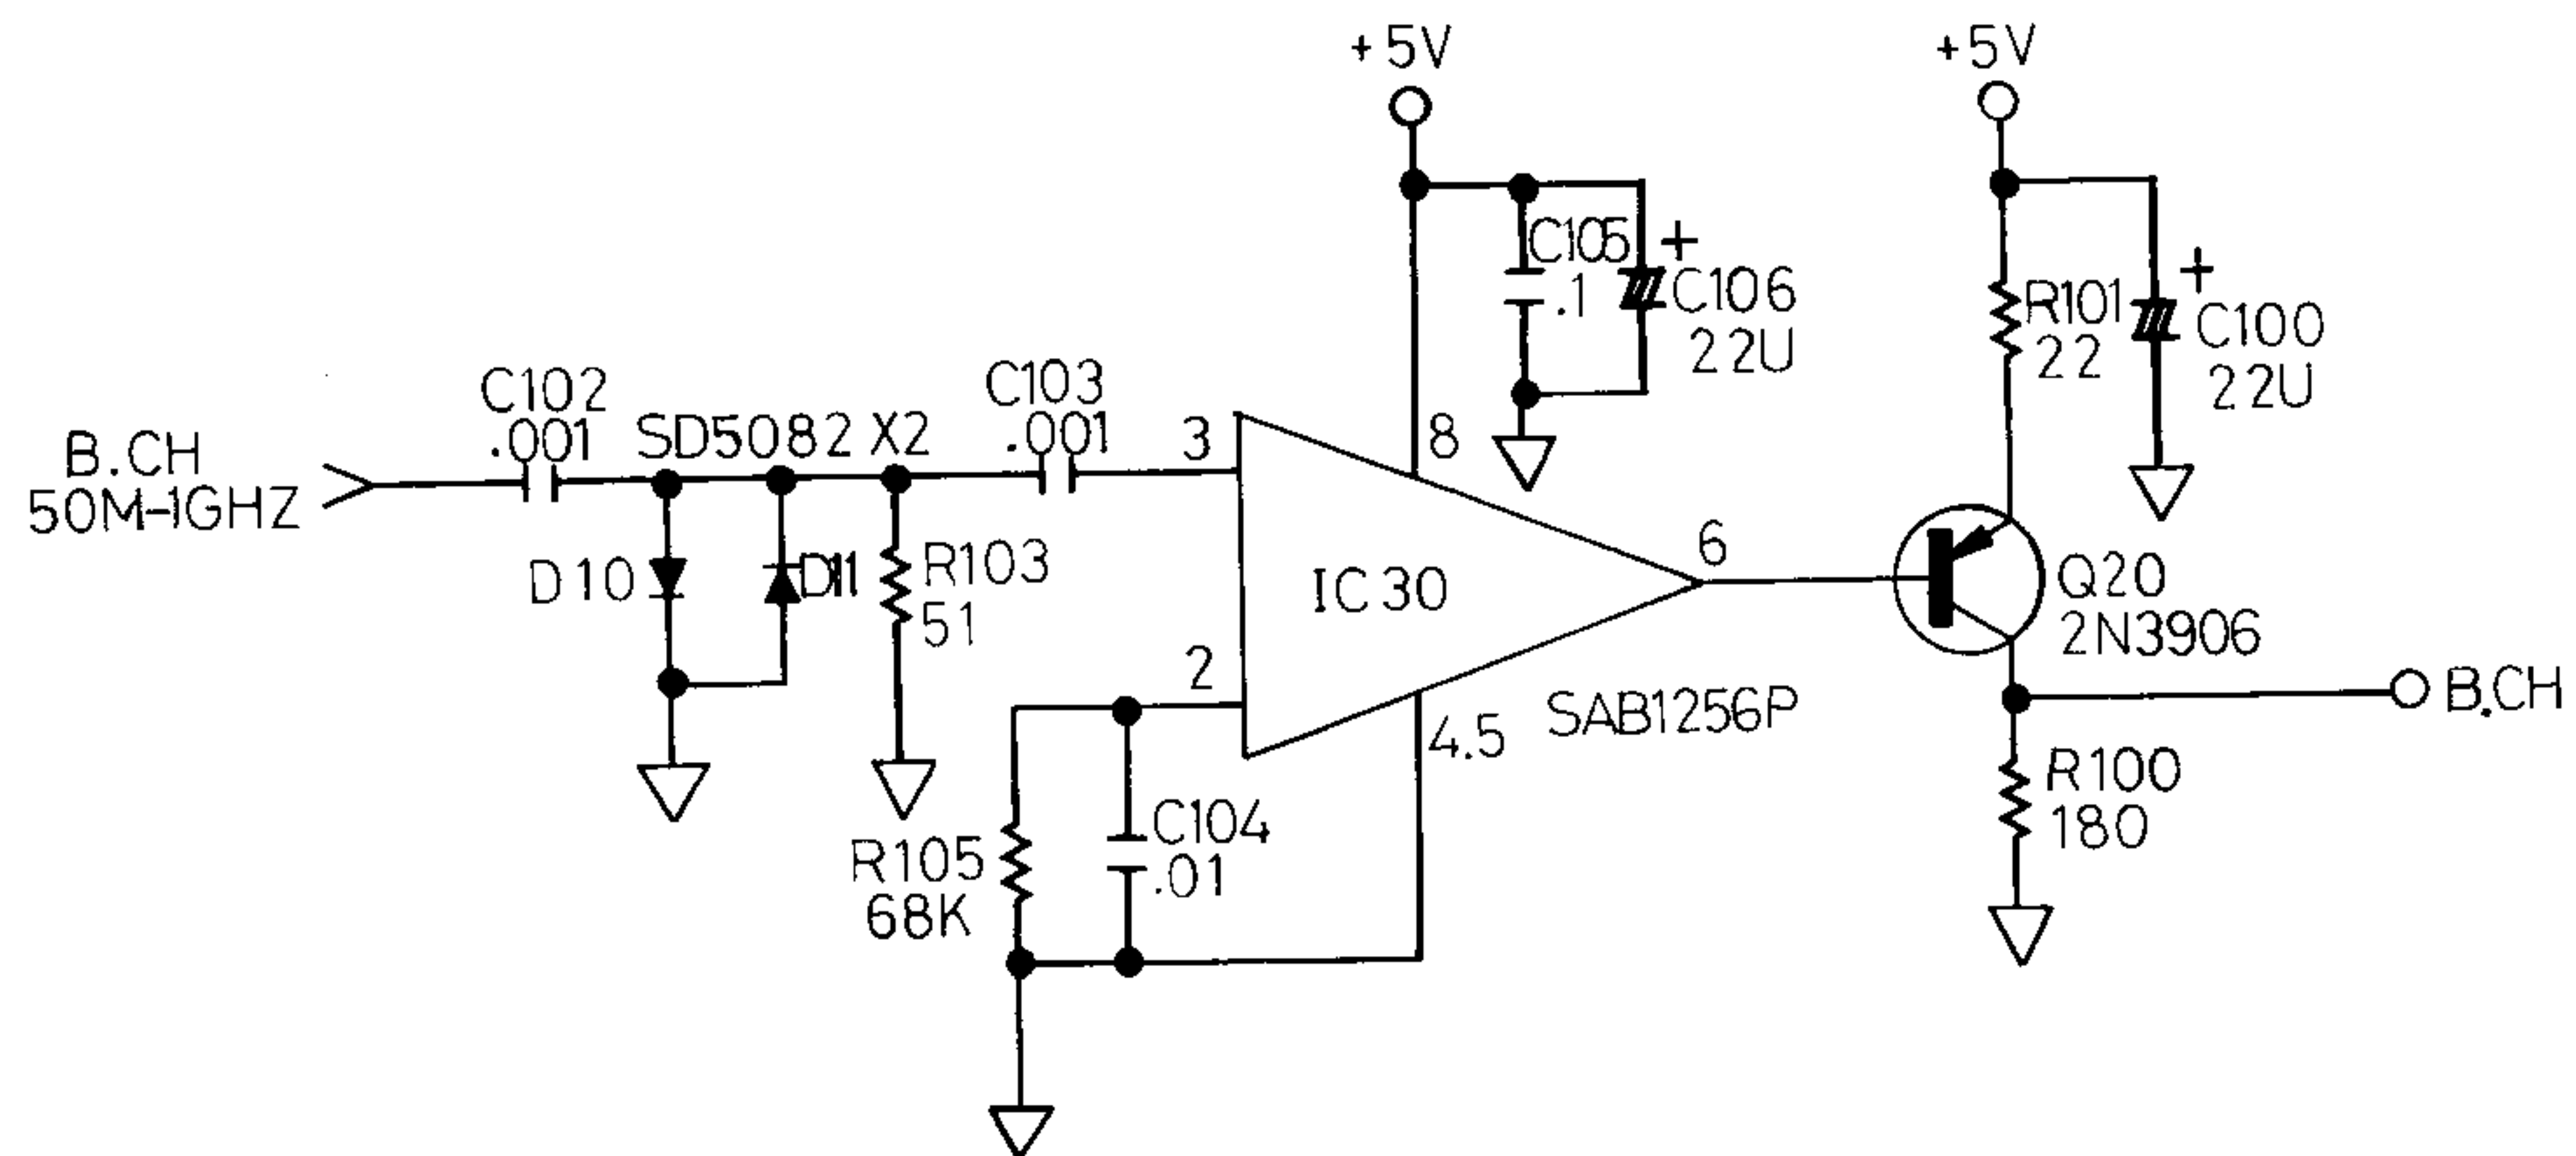 +5V
+5V
C105
.1
+
C106
22U
R101
22
+
C100
22U
B.CH
50M-1GHZ
C102
.001
SD5082 X2
C103
.001
3
8
D10
D11
R103
51
IC30
6
Q20
2N3906
2
4.5
SAB1256P
B.CH
R105
68K
C104
.01
R100
180